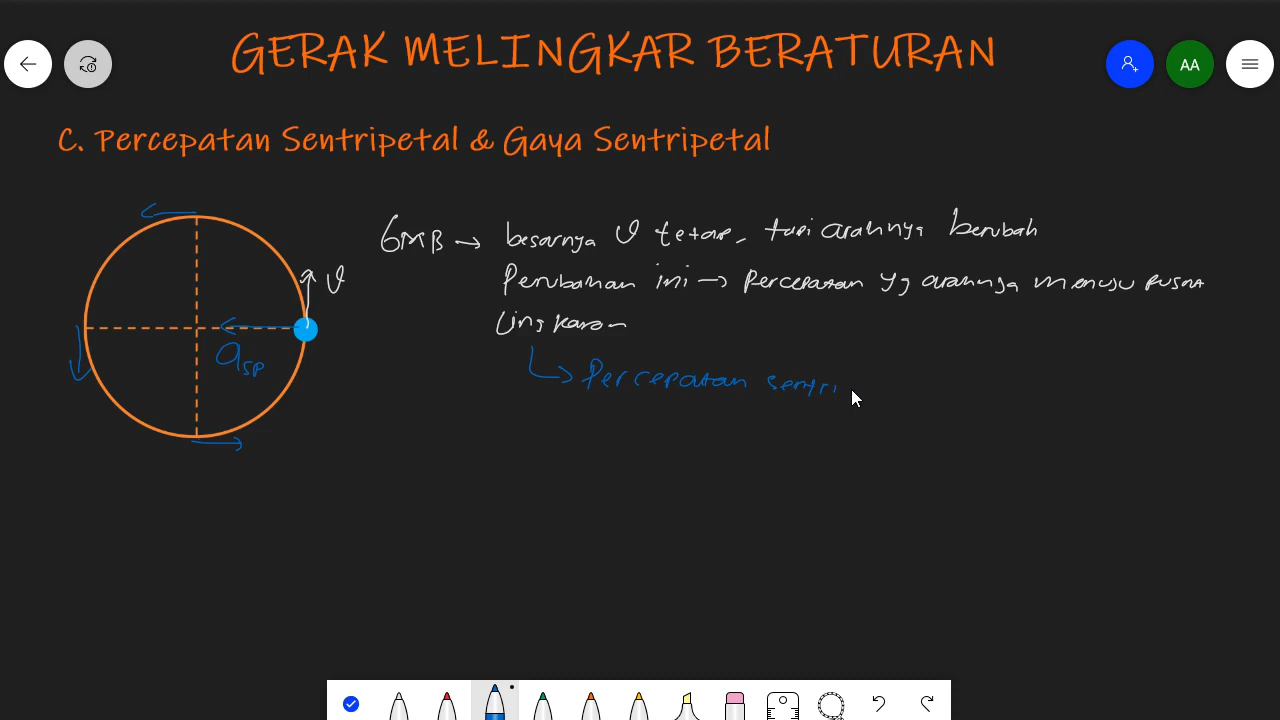 GERAK MELINGKAR BERATURAN
AA
C. Percepatan Sentripetal & Gaya Sentripetal
GMB → besarnya v tetap, tapi arahnya berubah
v
Perubahan ini → Percepatan yg arahnya menuju pusat
lingkaran
asp
Percepatan sentri